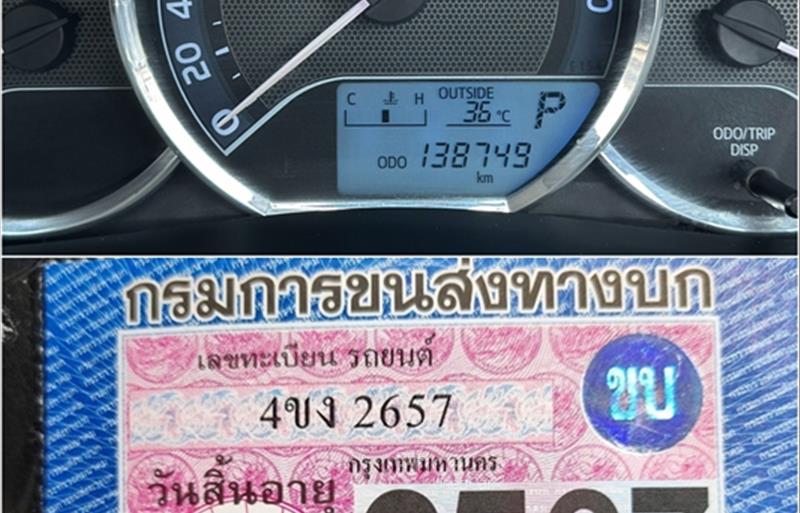 20
0
C H OUTSIDE
36 °C P
ODO 138749
km
ODO/TRIP
DISP
กรมการขนส่งทางบก
เลขทะเบียน รถยนต์
4ขง 2657
ขบ
กรุงเทพมหานคร
วันสิ้นอายุ